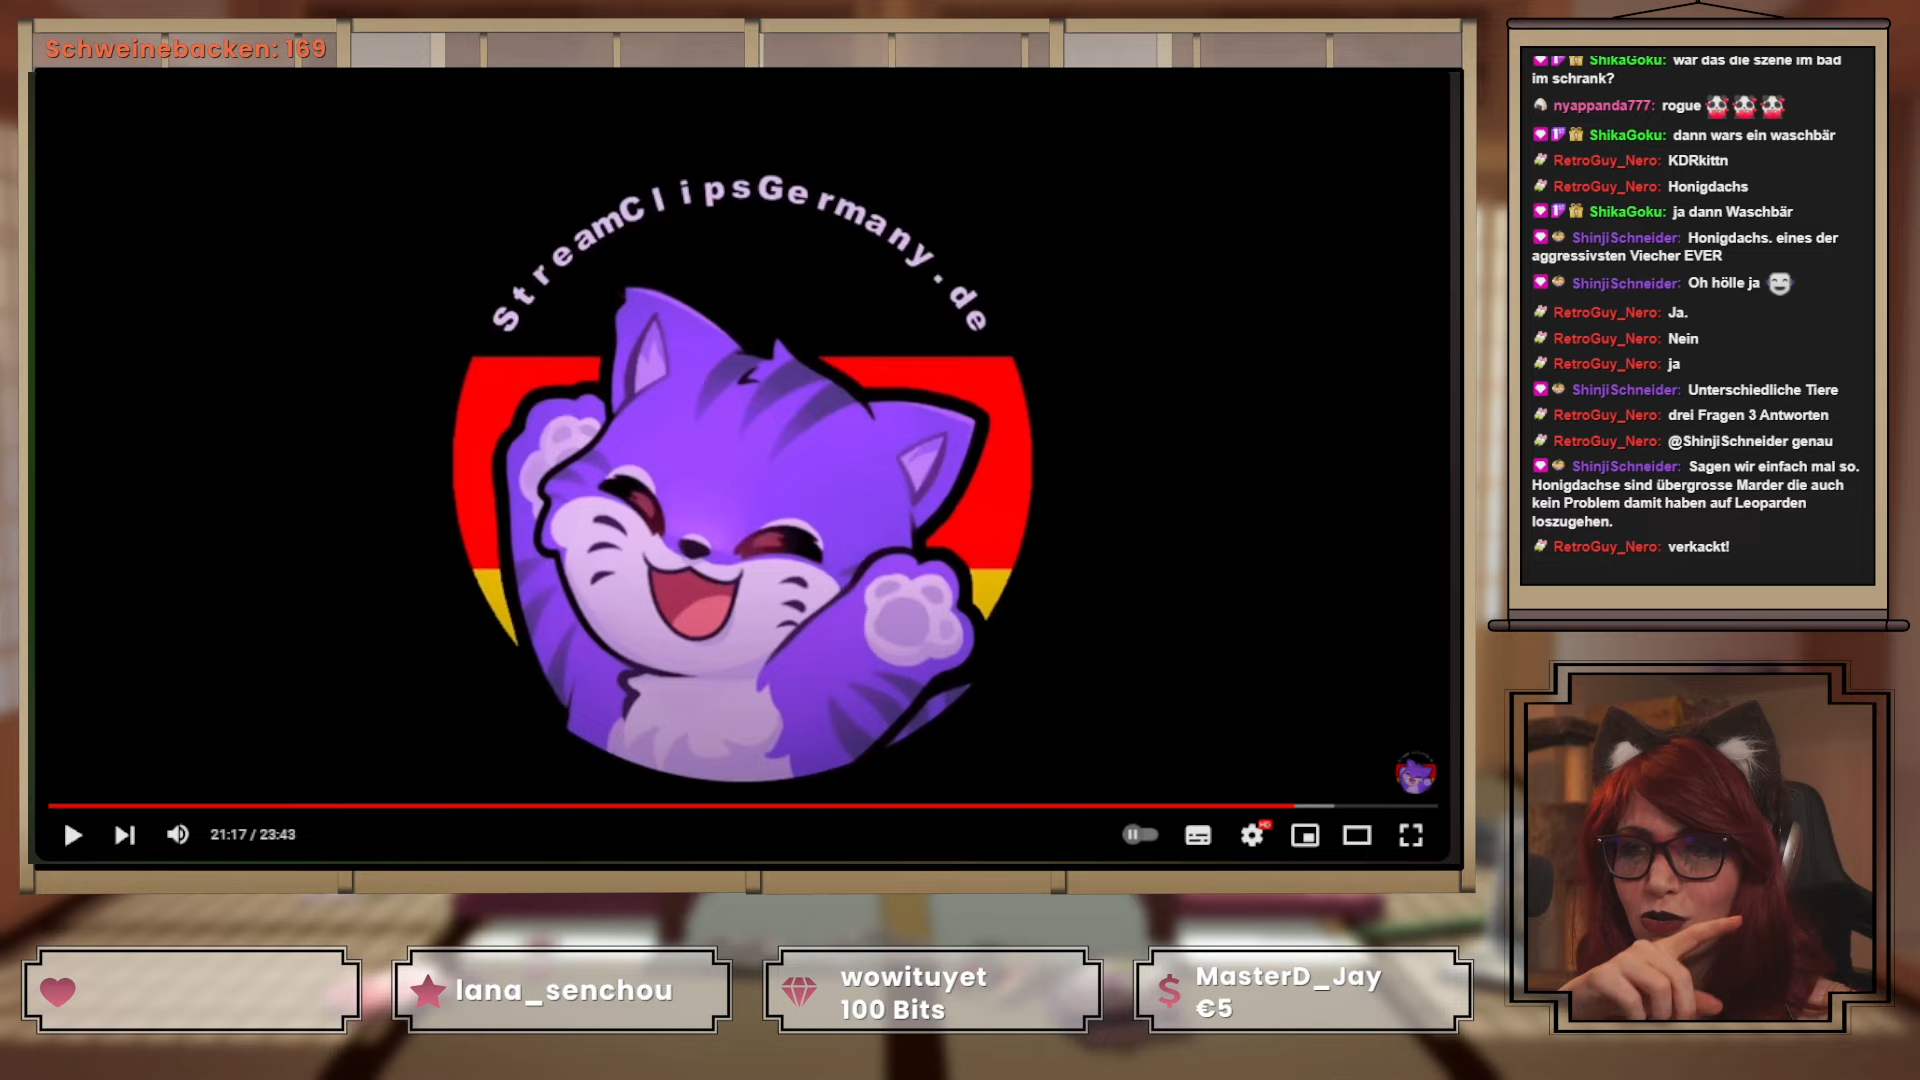 Schweinebacken: 169
StreamClipsGermany.de
21:17 / 23:43
HD
ShikaGoku: war das die szene im bad
im schrank?
nyappanda777: rogue
ShikaGoku: dann wars ein waschbär
RetroGuy_Nero: KDRkittn
RetroGuy_Nero: Honigdachs
ShikaGoku: ja dann Waschbär
ShinjiSchneider: Honigdachs. eines der
aggressivsten Viecher EVER
ShinjiSchneider: Oh hölle ja
RetroGuy_Nero: Ja.
RetroGuy_Nero: Nein
RetroGuy_Nero: ja
ShinjiSchneider: Unterschiedliche Tiere
RetroGuy_Nero: drei Fragen 3 Antworten
RetroGuy_Nero: @ShinjiSchneider genau
ShinjiSchneider: Sagen wir einfach mal so.
Honigdachse sind übergrosse Marder die auch
kein Problem damit haben auf Leoparden
loszugehen.
RetroGuy_Nero: verkackt!
lana_senchou
wowituyet
100 Bits
MasterD_Jay
€5